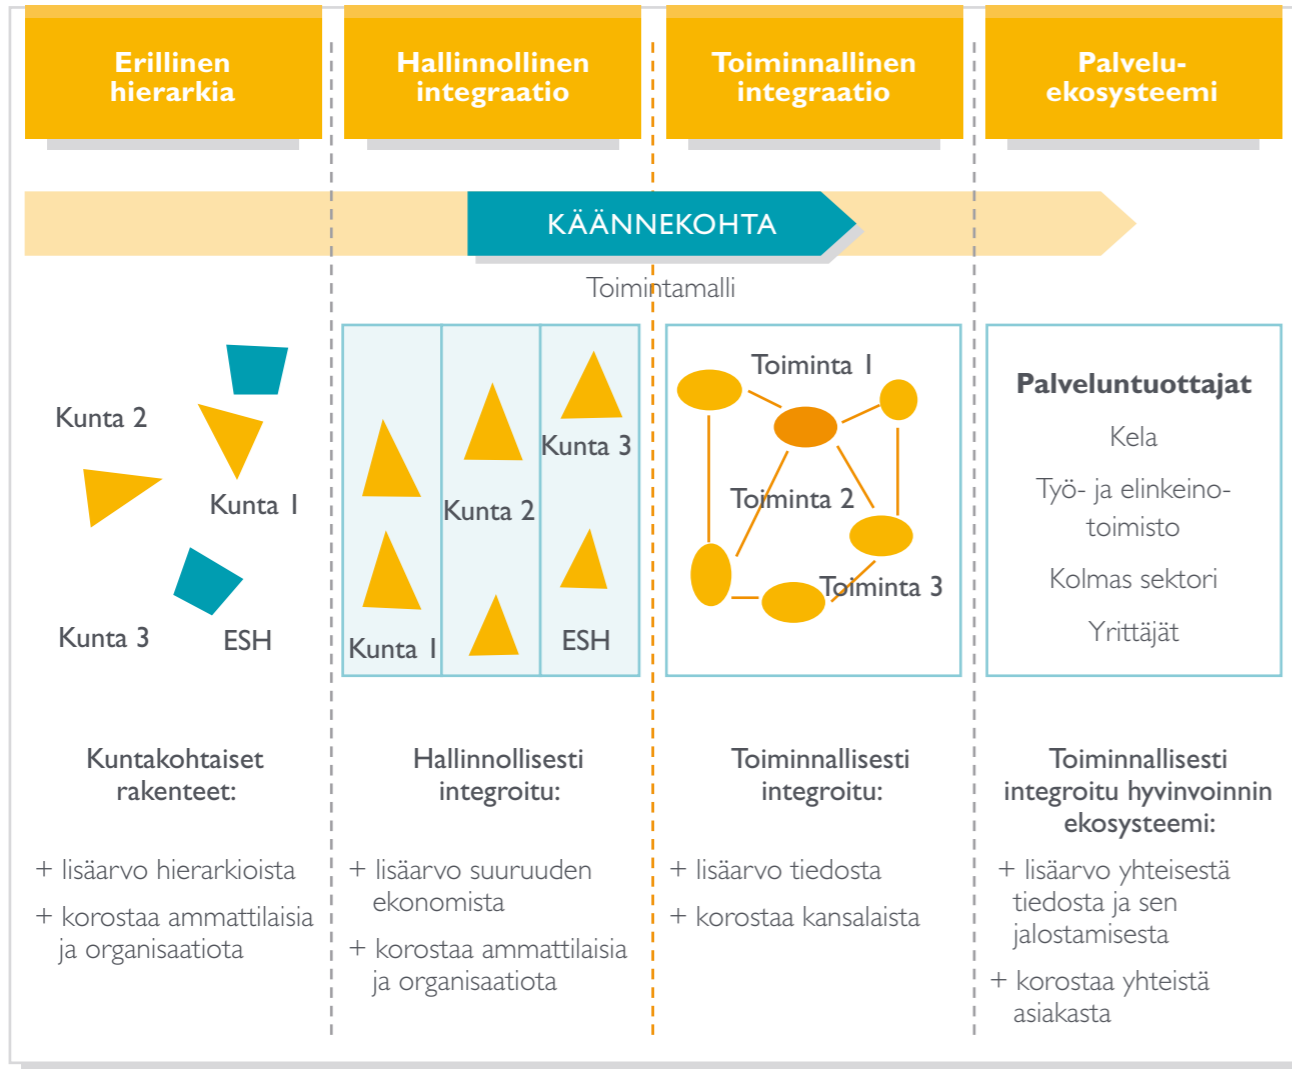 Erillinen
hierarkia
Hallinnollinen
integraatio
Toiminnallinen
integraatio
Palvelu-
ekosysteemi
KÄÄNNEKOHTA
Toimintamalli
Kunta 2
Kunta 1
Kunta 3
ESH
Kunta 3
Kunta 2
Kunta 1
ESH
Toiminta 1
Toiminta 2
Toiminta 3
Palveluntuottajat
Kela
Työ- ja elinkeino-
toimisto
Kolmas sektori
Yrittäjät
Kuntakohtaiset
rakenteet:
+ lisäarvo hierarkioista
+ korostaa ammattilaisia
ja organisaatiota
Hallinnollisesti
integroitu:
+ lisäarvo suuruuden
ekonomista
+ korostaa ammattilaisia
ja organisaatiota
Toiminnallisesti
integroitu:
+ lisäarvo tiedosta
+ korostaa kansalaista
Toiminnallisesti
integroitu hyvinvoinnin
ekosysteemi:
+ lisäarvo yhteisestä
tiedosta ja sen
jalostamisesta
+ korostaa yhteistä
asiakasta